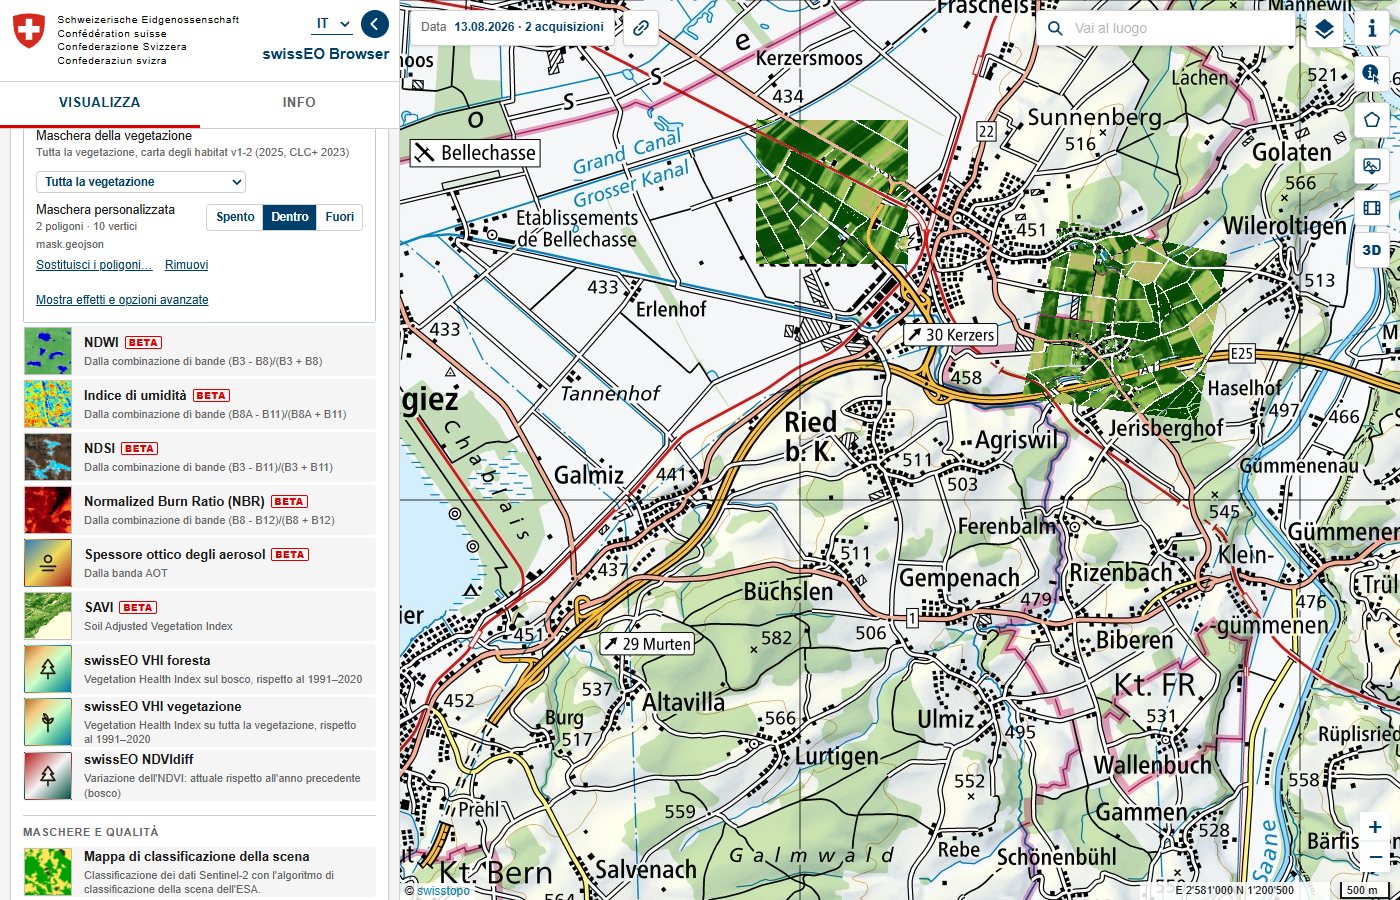 Schweizerische Eidgenossenschaft
Confédération suisse
Confederazione Svizzera
Confederaziun svizra
IT
swissEO Browser
VISUALIZZA
INFO
Maschera della vegetazione
Tutta la vegetazione, carta degli habitat v1-2 (2025, CLC+ 2023)
Tutta la vegetazione
Maschera personalizzata
2 poligoni · 10 vertici
mask.geojson
Spento Dentro Fuori
Sostituisci i poligoni… Rimuovi
Mostra effetti e opzioni avanzate
NDWI BETA
Dalla combinazione di bande (B3 - B8)/(B3 + B8)
Indice di umidità BETA
Dalla combinazione di bande (B8A - B11)/(B8A + B11)
NDSI BETA
Dalla combinazione di bande (B3 - B11)/(B3 + B11)
Normalized Burn Ratio (NBR) BETA
Dalla combinazione di bande (B8 - B12)/(B8 + B12)
Spessore ottico degli aerosol BETA
Dalla banda AOT
SAVI BETA
Soil Adjusted Vegetation Index
swissEO VHI foresta
Vegetation Health Index sul bosco, rispetto al 1991–2020
swissEO VHI vegetazione
Vegetation Health Index su tutta la vegetazione, rispetto
al 1991–2020
swissEO NDVIdiff
Variazione dell'NDVI: attuale rispetto all'anno precedente
(bosco)
MASCHERE E QUALITÀ
Mappa di classificazione della scena
Classificazione dei dati Sentinel-2 con l'algoritmo di
classificazione della scena dell'ESA.
Data 13.08.2026 · 2 acquisizioni
Vai al luogo
3D
Fräschels
Kerzersmoos
434
Lachen
521
22
Sunnenberg
516
Golaten
566
Bellechasse
Grand Canal
Grosser Kanal
Etablissements
de Bellechasse
451
Wileroltigen
513
433
Erlenhof
433
30 Kerzers
E25
A1
458
Tannenhof
Haselhof
497
466
Ried
b. K.
Agriswil
Jerisberghof
Chablais
Galmiz
441
511
503
Gümmenenau
545
Ferenbalm
437
511
Klein-
gümmenen
Büchslen
Gempenach
Rizenbach
479
476
451
1
506
582
29 Murten
Biberen
452
537
Altavilla
Kt. FR
Burg
517
566
Ulmiz
495
531
Lurtigen
Wallenbuch
Rüplisried
558
552
Prehl
559
Gammen
528
Galmwald
Rebe
Schönenbühl
Saane
Kt. Bern
Salvenach
© swisstopo
E 2'581'000 N 1'200'500
500 m